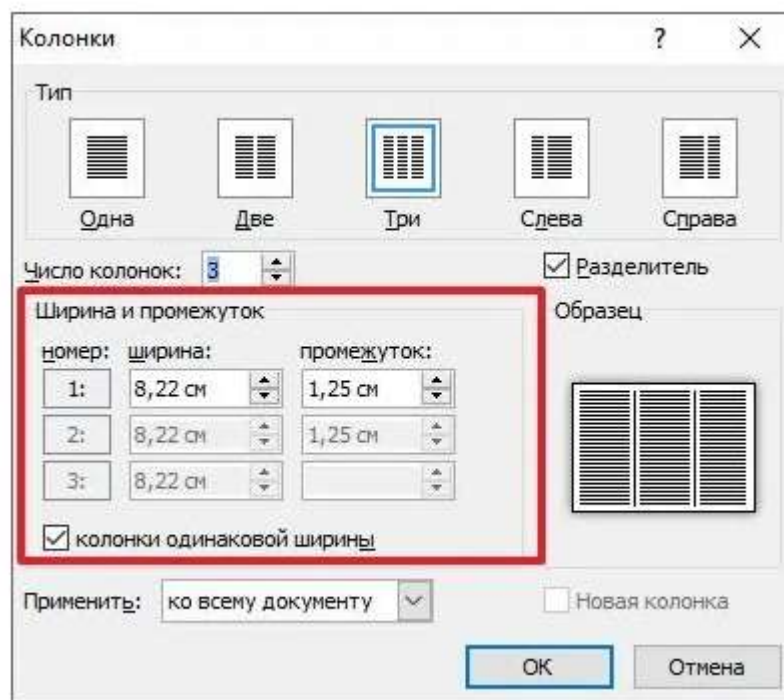 Колонки ?
Тип
Одна Две Три Слева Справа
Число колонок: 3 Разделитель
Ширина и промежуток Образец
номер: ширина: промежуток:
1: 8,22 см 1,25 см
2: 8,22 см 1,25 см
3: 8,22 см
колонки одинаковой ширины
Применить: ко всему документу Новая колонка
ОК Отмена